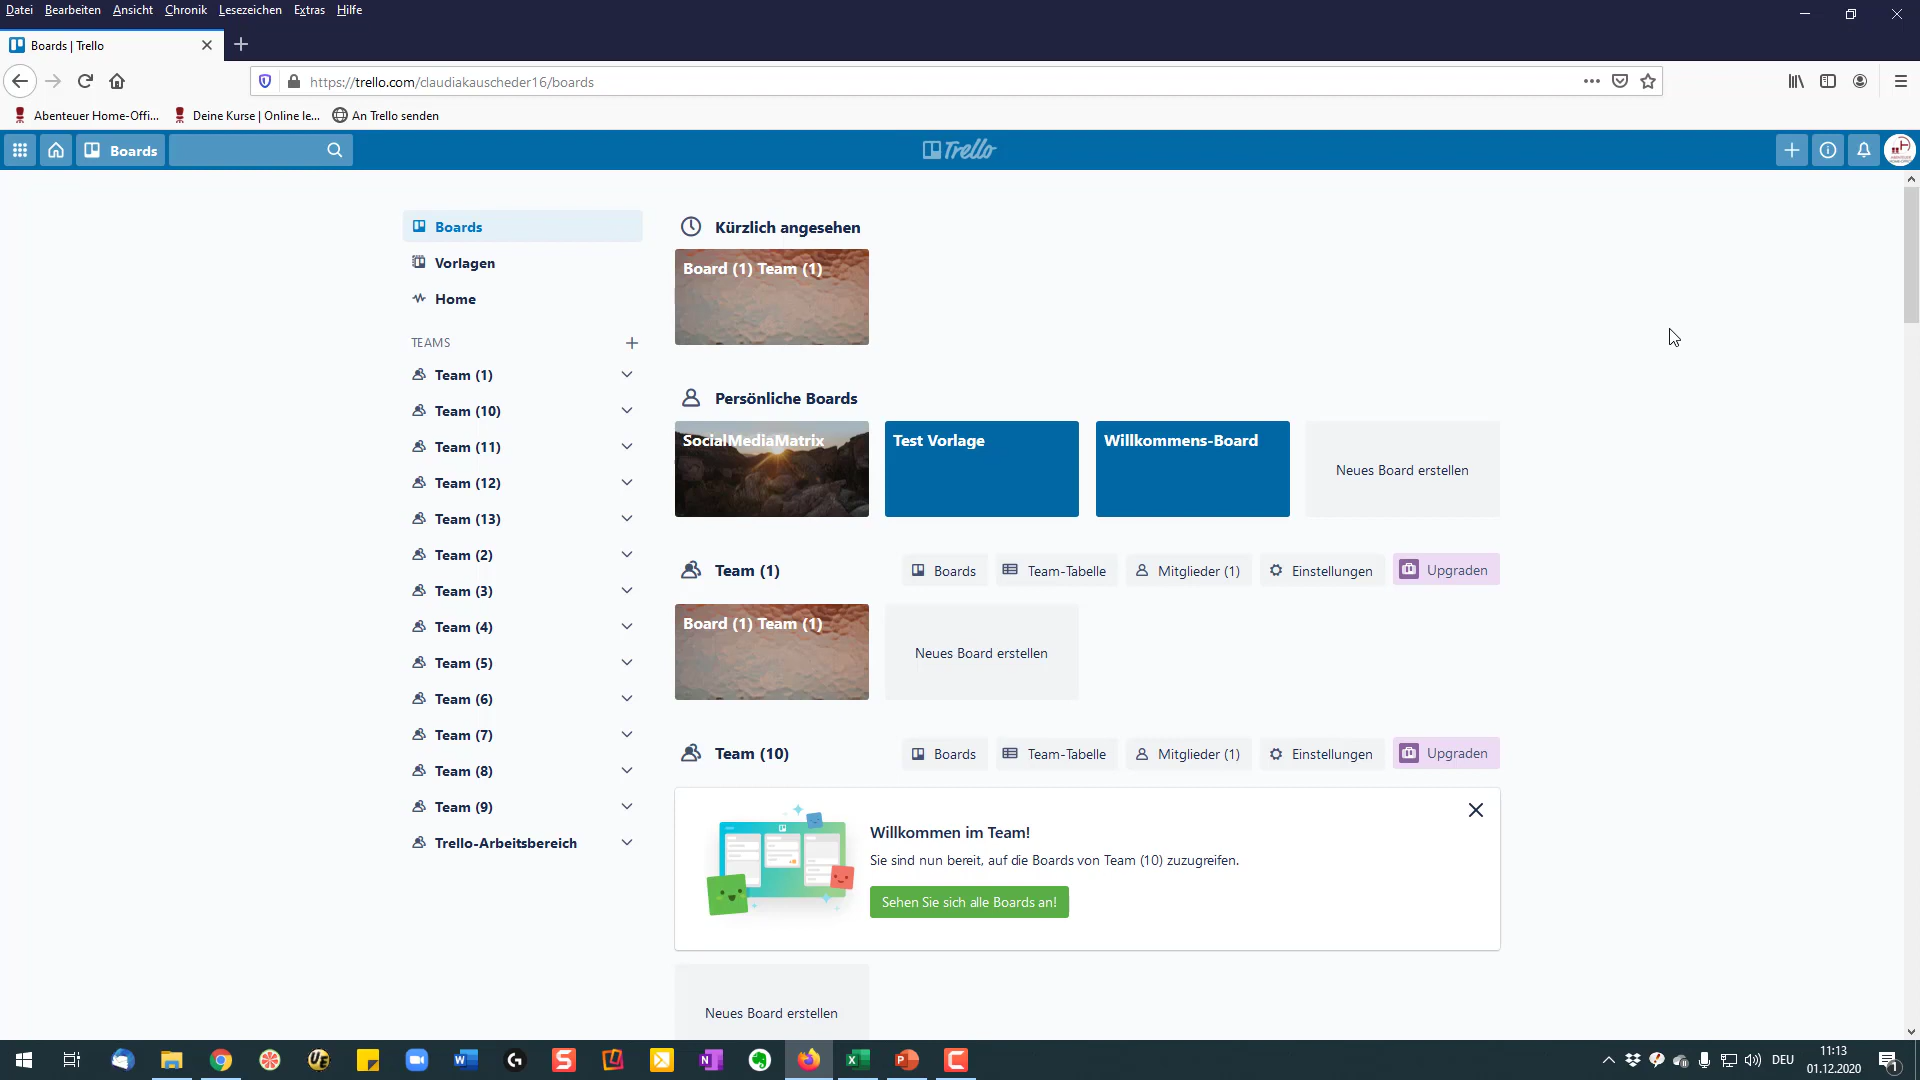 Datei Bearbeiten Ansicht Chronik Lesezeichen Extras Hilfe
Boards | Trello
https://trello.com/claudiakauscheder16/boards
Abenteuer Home-Offi... Deine Kurse | Online le... An Trello senden
Boards Trello
Boards
Vorlagen
Home
TEAMS
Team (1)
Team (10)
Team (11)
Team (12)
Team (13)
Team (2)
Team (3)
Team (4)
Team (5)
Team (6)
Team (7)
Team (8)
Team (9)
Trello-Arbeitsbereich
Kürzlich angesehen
Board (1) Team (1)
Persönliche Boards
SocialMediaMatrix Test Vorlage Willkommens-Board Neues Board erstellen
Team (1) Boards Team-Tabelle Mitglieder (1) Einstellungen Upgraden
Board (1) Team (1) Neues Board erstellen
Team (10) Boards Team-Tabelle Mitglieder (1) Einstellungen Upgraden
Willkommen im Team!
Sie sind nun bereit, auf die Boards von Team (10) zuzugreifen.
Sehen Sie sich alle Boards an!
Neues Board erstellen
DEU 11:13
01.12.2020